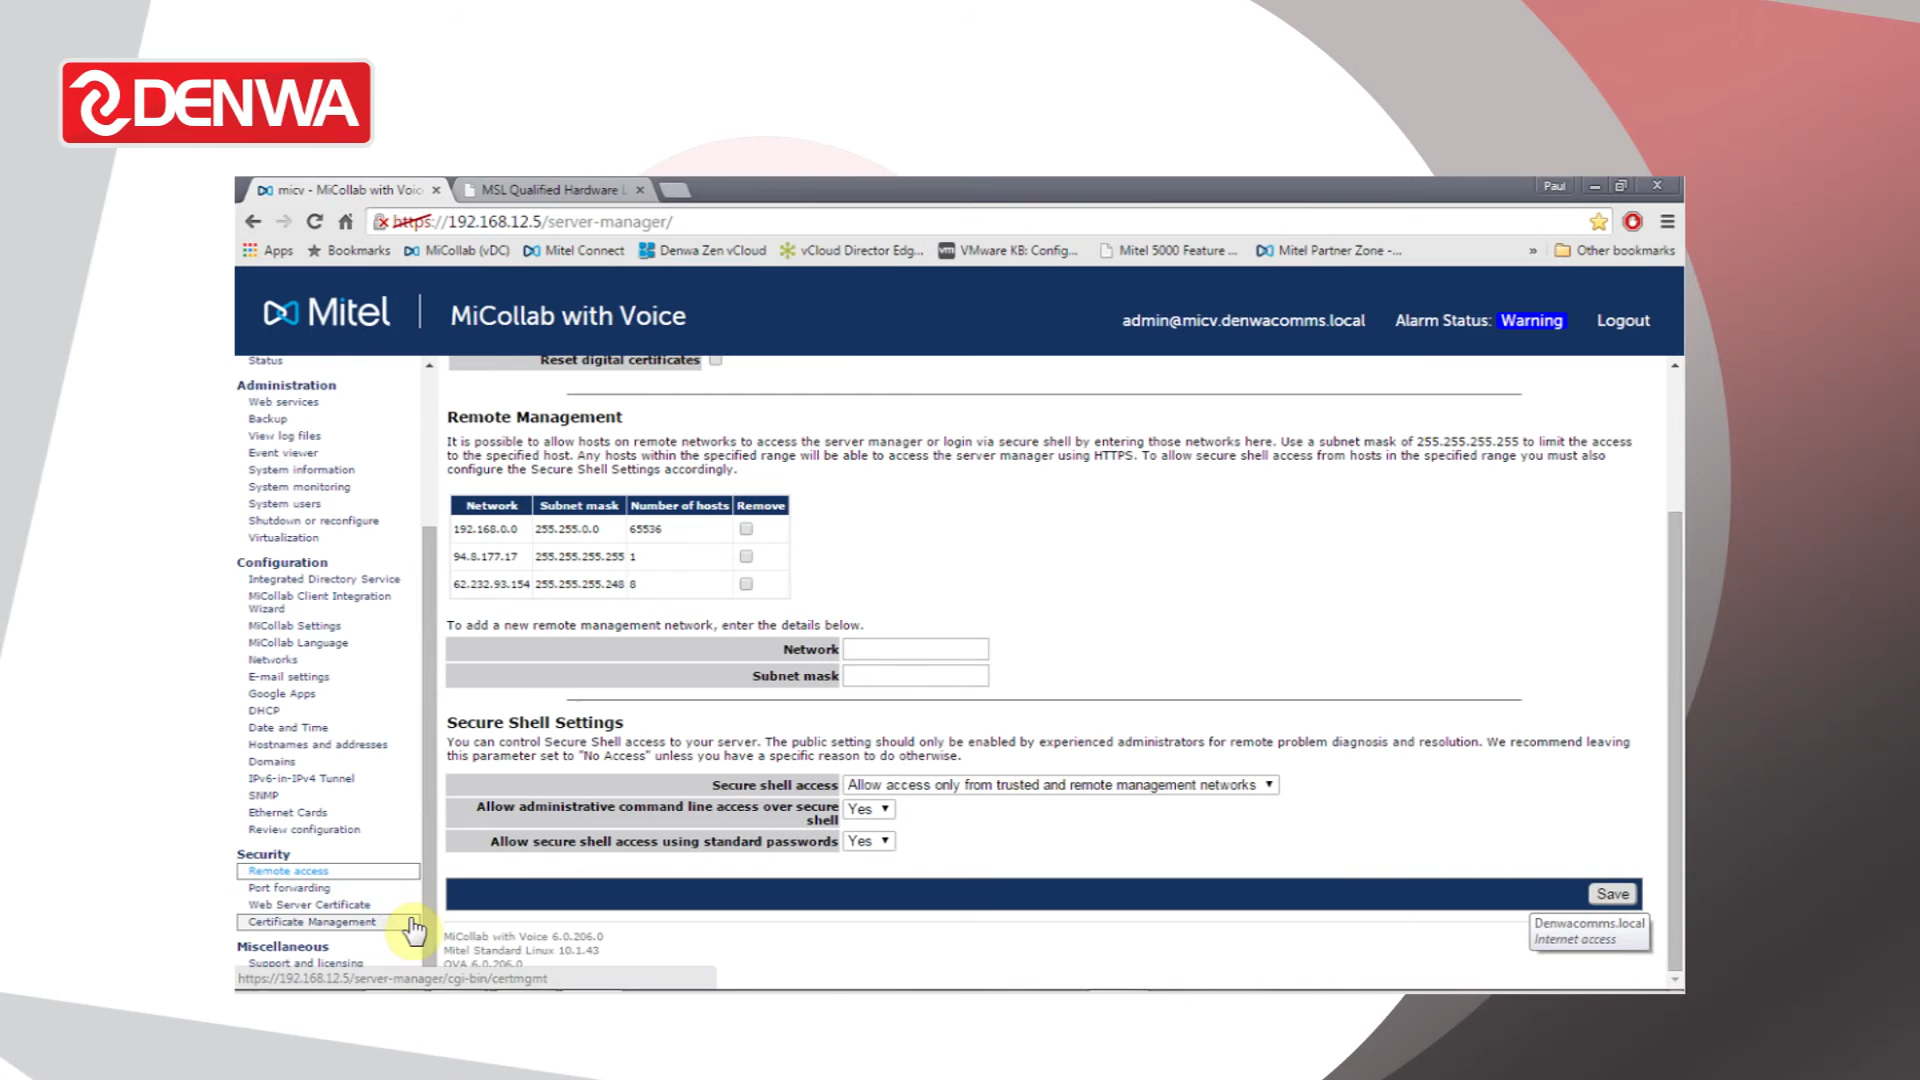 DENWA
micv - MiCollab with Voic
MSL Qualified Hardware L
Paul
https://192.168.12.5/server-manager/
Apps
Bookmarks
MiCollab (vDC)
Mitel Connect
Denwa Zen vCloud
vCloud Director Edg...
VMware KB: Config...
Mitel 5000 Feature ...
Mitel Partner Zone -...
»
Other bookmarks
Mitel
MiCollab with Voice
admin@micv.denwacomms.local
Alarm Status: Warning
Logout
Status
Administration
Web services
Backup
View log files
Event viewer
System information
System monitoring
System users
Shutdown or reconfigure
Virtualization
Configuration
Integrated Directory Service
MiCollab Client Integration
Wizard
MiCollab Settings
MiCollab Language
Networks
E-mail settings
Google Apps
DHCP
Date and Time
Hostnames and addresses
Domains
IPv6-in-IPv4 Tunnel
SNMP
Ethernet Cards
Review configuration
Security
Remote access
Port forwarding
Web Server Certificate
Certificate Management
Miscellaneous
Support and licensing
https://192.168.12.5/server-manager/cgi-bin/certmgmt
Reset digital certificates
Remote Management
It is possible to allow hosts on remote networks to access the server manager or login via secure shell by entering those networks here. Use a subnet mask of 255.255.255.255 to limit the access
to the specified host. Any hosts within the specified range will be able to access the server manager using HTTPS. To allow secure shell access from hosts in the specified range you must also
configure the Secure Shell Settings accordingly.
Network Subnet mask Number of hosts Remove
192.168.0.0 255.255.0.0 65536
94.8.177.17 255.255.255.255 1
62.232.93.154 255.255.255.248 8
To add a new remote management network, enter the details below.
Network
Subnet mask
Secure Shell Settings
You can control Secure Shell access to your server. The public setting should only be enabled by experienced administrators for remote problem diagnosis and resolution. We recommend leaving
this parameter set to "No Access" unless you have a specific reason to do otherwise.
Secure shell access Allow access only from trusted and remote management networks
Allow administrative command line access over secure
shell Yes
Allow secure shell access using standard passwords Yes
Save
Denwacomms.local
Internet access
MiCollab with Voice 6.0.206.0
Mitel Standard Linux 10.1.43
OVA 6.0.206.0